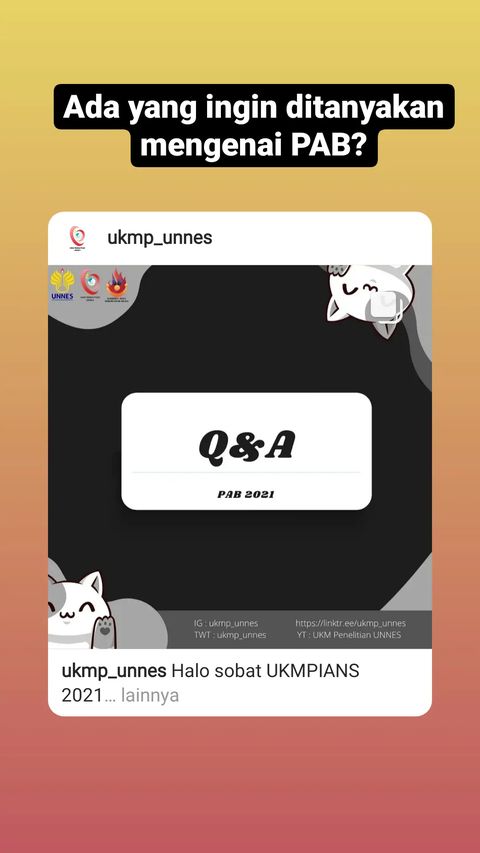 Ada yang ingin ditanyakan
mengenai PAB?
ukmp_unnes
UNNES
Q&A
PAB 2021
IG : ukmp_unnes
https://linktr.ee/ukmp_unnes
TWT : ukmp_unnes
YT : UKM Penelitian UNNES
ukmp_unnes Halo sobat UKMPIANS
2021… lainnya